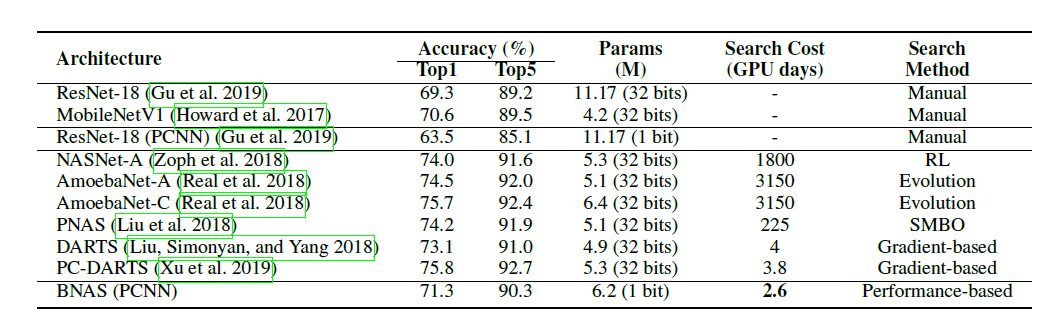 Architecture Accuracy (%) Params Search Cost Search
Top1 Top5 (M) (GPU days) Method
ResNet-18 (Gu et al. 2019) 69.3 89.2 11.17 (32 bits) - Manual
MobileNetV1 (Howard et al. 2017) 70.6 89.5 4.2 (32 bits) - Manual
ResNet-18 (PCNN) (Gu et al. 2019) 63.5 85.1 11.17 (1 bit) - Manual
NASNet-A (Zoph et al. 2018) 74.0 91.6 5.3 (32 bits) 1800 RL
AmoebaNet-A (Real et al. 2018) 74.5 92.0 5.1 (32 bits) 3150 Evolution
AmoebaNet-C (Real et al. 2018) 75.7 92.4 6.4 (32 bits) 3150 Evolution
PNAS (Liu et al. 2018) 74.2 91.9 5.1 (32 bits) 225 SMBO
DARTS (Liu, Simonyan, and Yang 2018) 73.1 91.0 4.9 (32 bits) 4 Gradient-based
PC-DARTS (Xu et al. 2019) 75.8 92.7 5.3 (32 bits) 3.8 Gradient-based
BNAS (PCNN) 71.3 90.3 6.2 (1 bit) 2.6 Performance-based